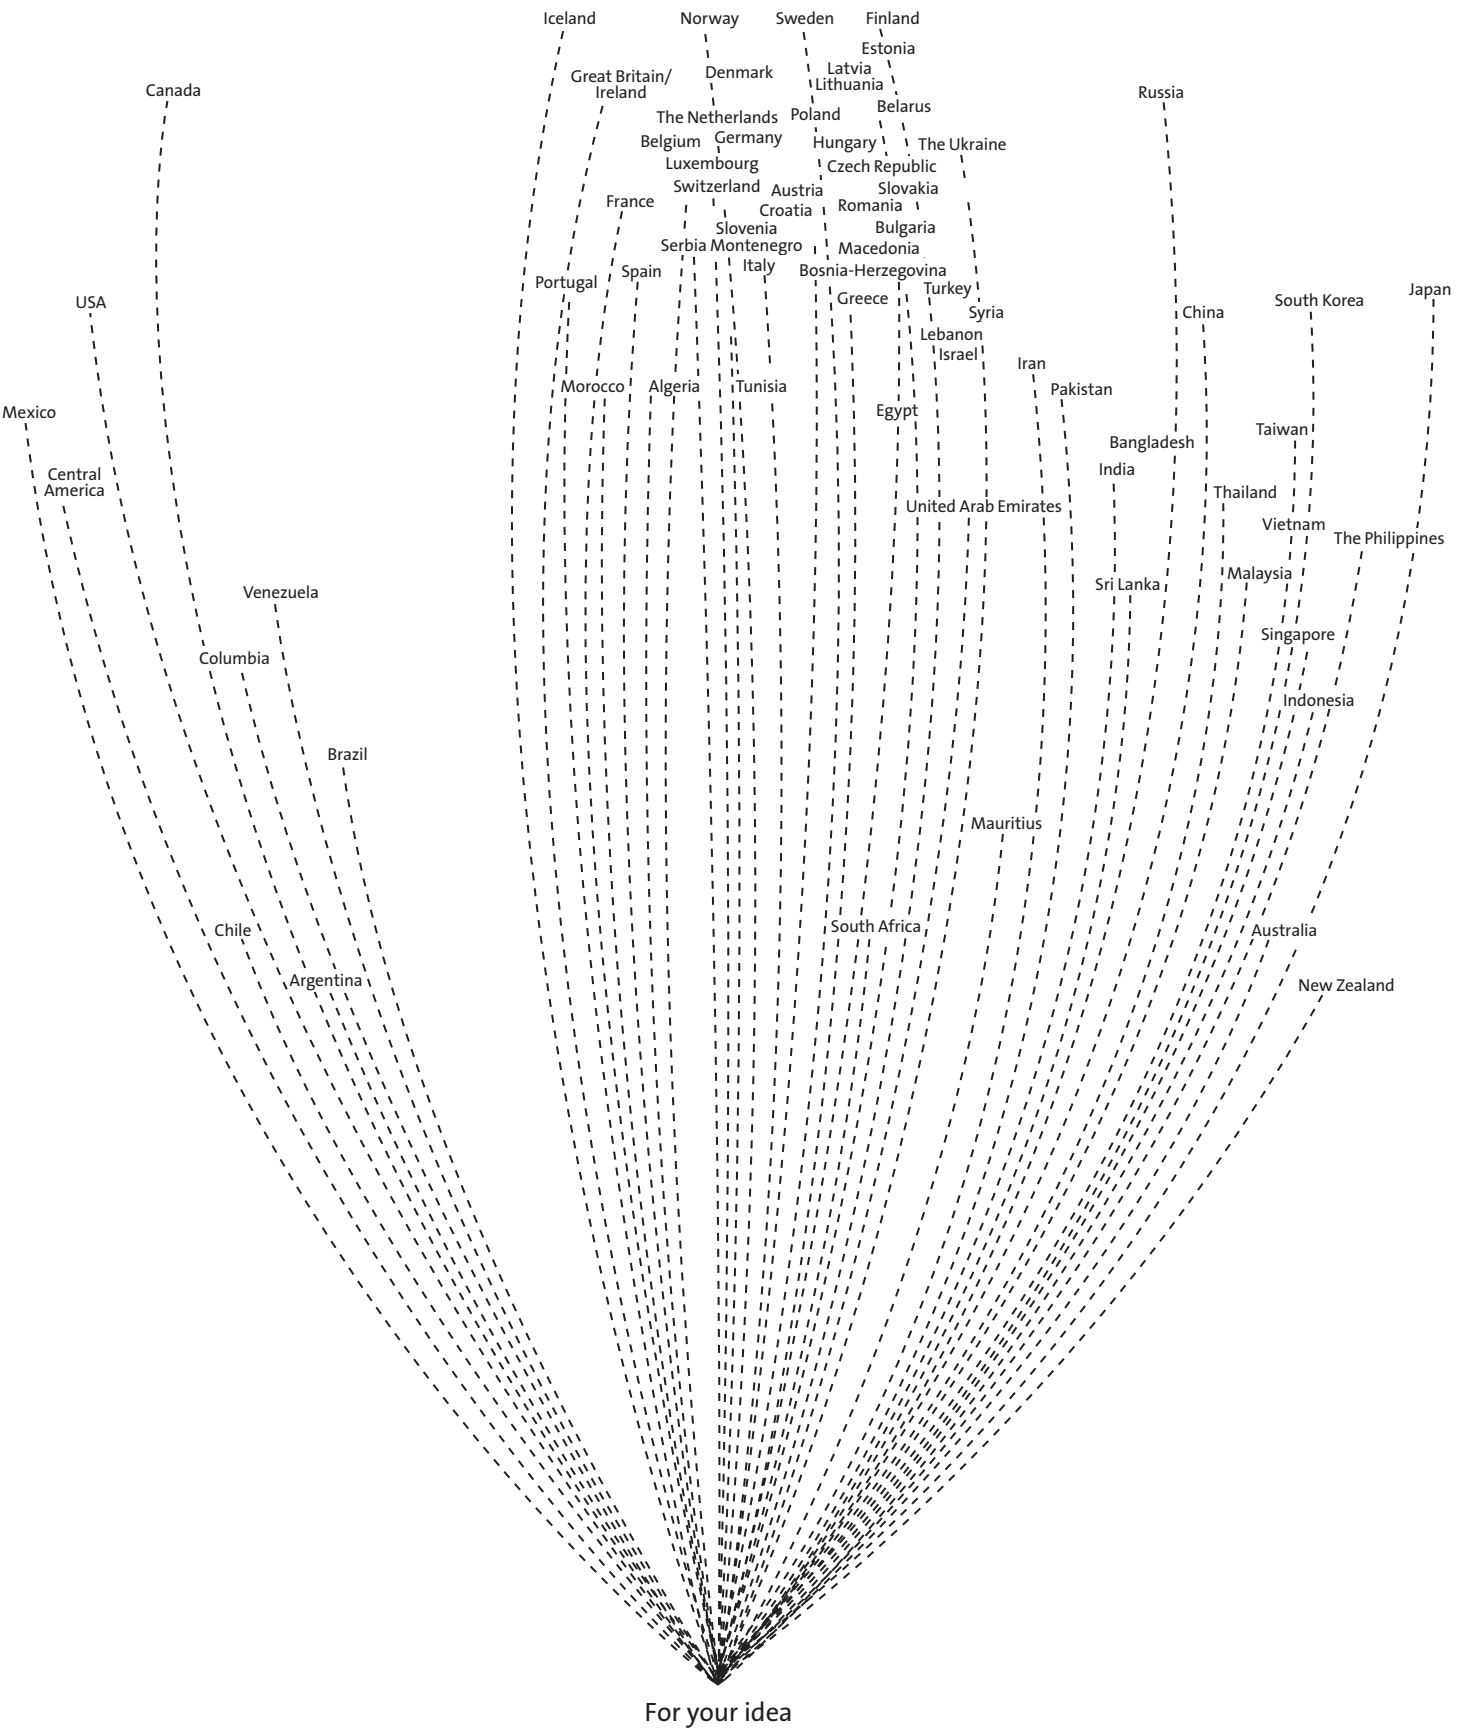 Iceland
Norway
Sweden
Finland
Estonia
Latvia
Lithuania
Denmark
Great Britain/
Ireland
Canada
Russia
Belarus
Poland
The Netherlands
Germany
Belgium
Hungary
The Ukraine
Luxembourg
Czech Republic
Switzerland
Austria
Slovakia
France
Romania
Croatia
Slovenia
Bulgaria
Serbia Montenegro
Macedonia
Italy
Bosnia-Herzegovina
Spain
Portugal
Turkey
Greece
Japan
USA
South Korea
China
Syria
Lebanon
Israel
Iran
Morocco
Algeria
Tunisia
Pakistan
Egypt
Mexico
Taiwan
Bangladesh
India
Central
America
Thailand
United Arab Emirates
Vietnam
The Philippines
Malaysia
Sri Lanka
Venezuela
Singapore
Columbia
Indonesia
Brazil
Mauritius
South Africa
Chile
Australia
Argentina
New Zealand
For your idea